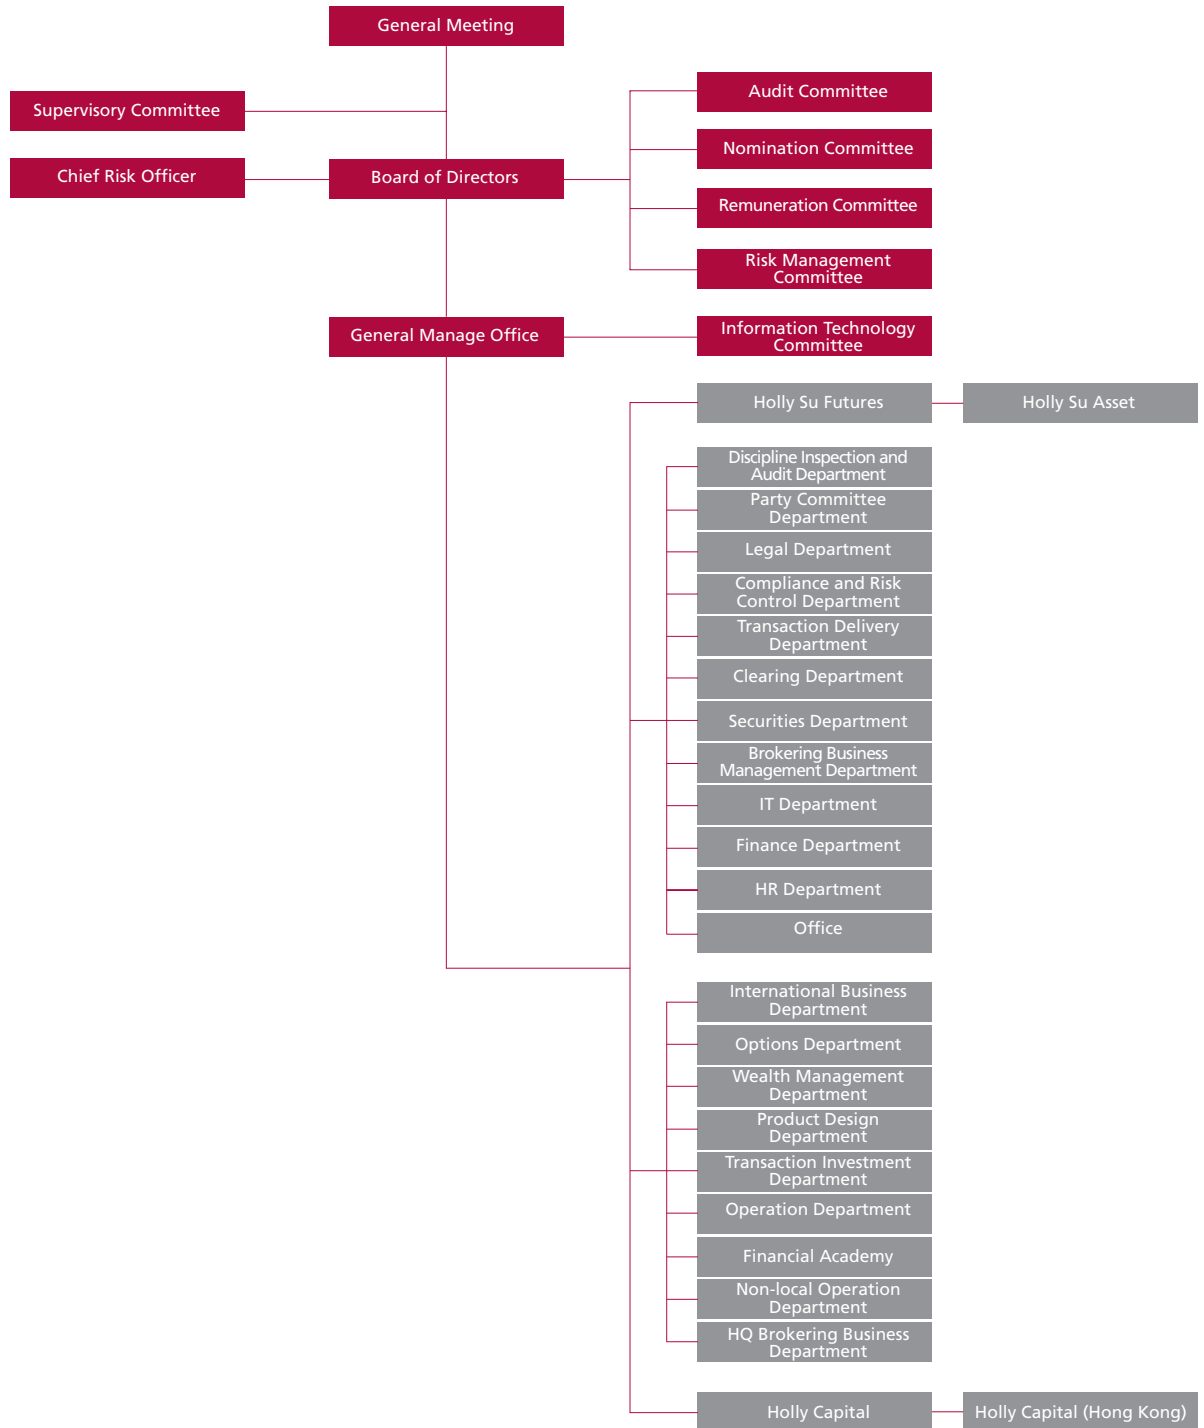 General Meeting
Supervisory Committee
Audit Committee
Nomination Committee
Chief Risk Officer
Board of Directors
Remuneration Committee
Risk Management
Committee
General Manage Office
Information Technology
Committee
Holly Su Futures
Holly Su Asset
Discipline Inspection and
Audit Department
Party Committee
Department
Legal Department
Compliance and Risk
Control Department
Transaction Delivery
Department
Clearing Department
Securities Department
Brokering Business
Management Department
IT Department
Finance Department
HR Department
Office
International Business
Department
Options Department
Wealth Management
Department
Product Design
Department
Transaction Investment
Department
Operation Department
Financial Academy
Non-local Operation
Department
HQ Brokering Business
Department
Holly Capital
Holly Capital (Hong Kong)